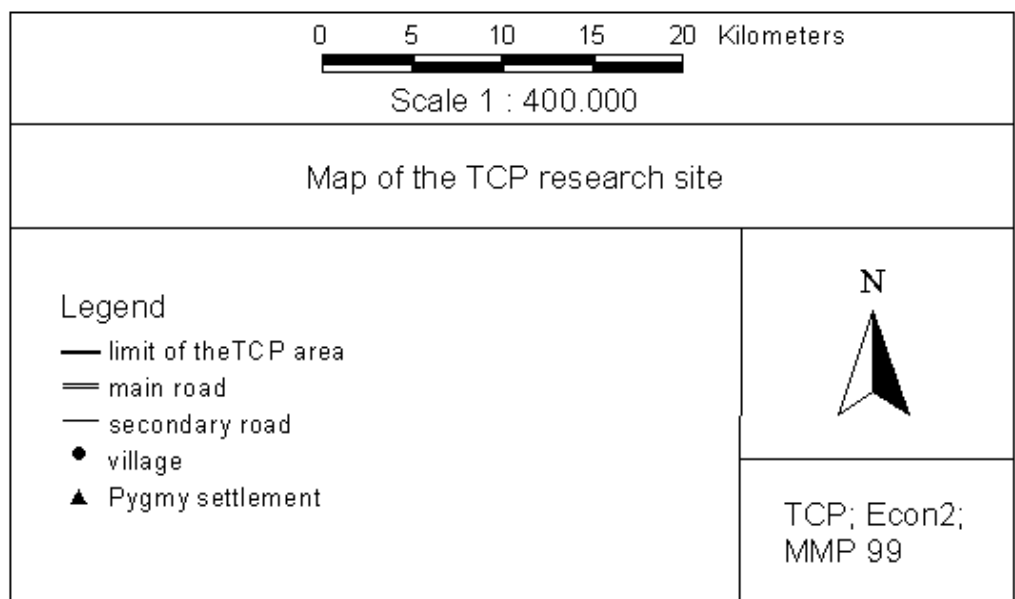 0 5 10 15 20 Kilometers
Scale 1 : 400.000
Map of the TCP research site
Legend
limit of theTCP area
main road
secondary road
village
Pygmy settlement
N
TCP; Econ2;
MMP 99